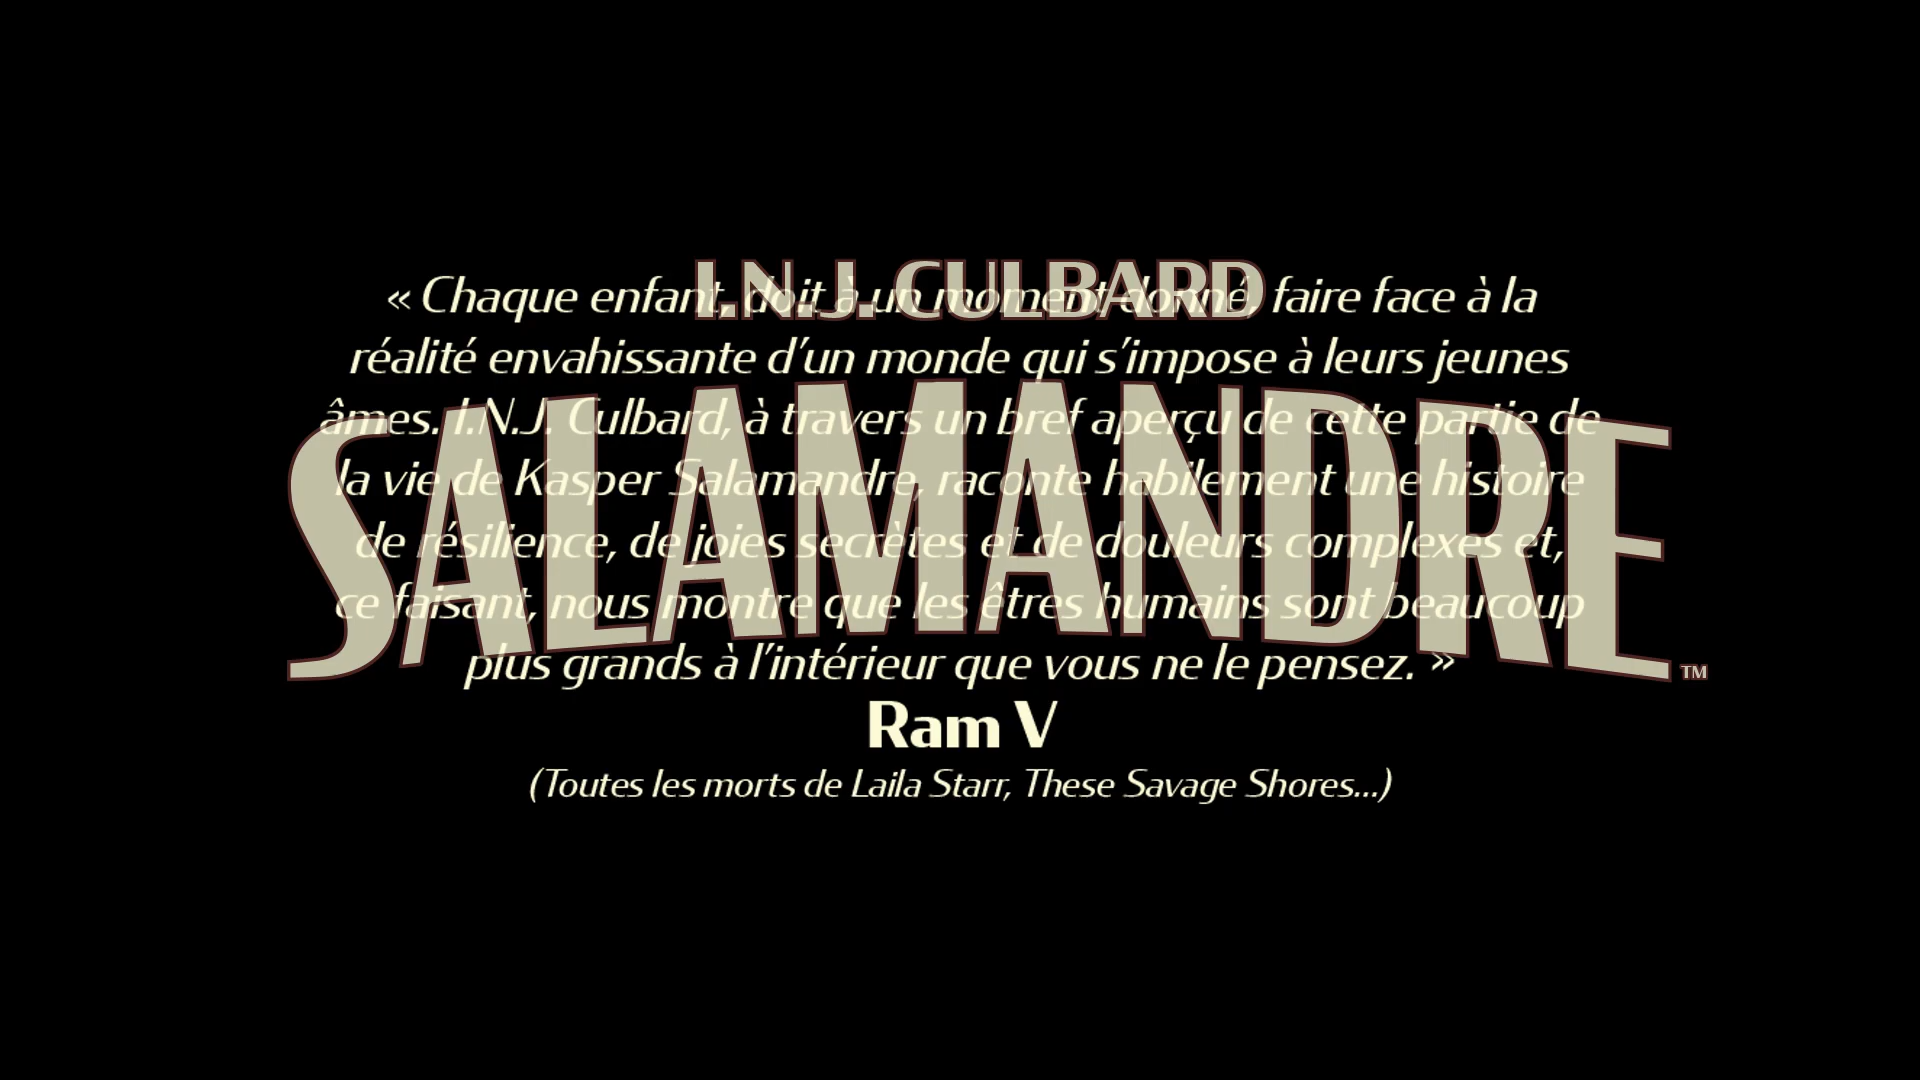 I.N.J. CULBARD
SALAMANDRE™
« Chaque enfant, doit à un moment donné, faire face à la
réalité envahissante d’un monde qui s’impose à leurs jeunes
âmes. I.N.J. Culbard, à travers un bref aperçu de cette partie de
la vie de Kasper Salamandre, raconte habilement une histoire
de résilience, de joies secrètes et de douleurs complexes et,
ce faisant, nous montre que les êtres humains sont beaucoup
plus grands à l’intérieur que vous ne le pensez. »
Ram V
(Toutes les morts de Laila Starr, These Savage Shores...)